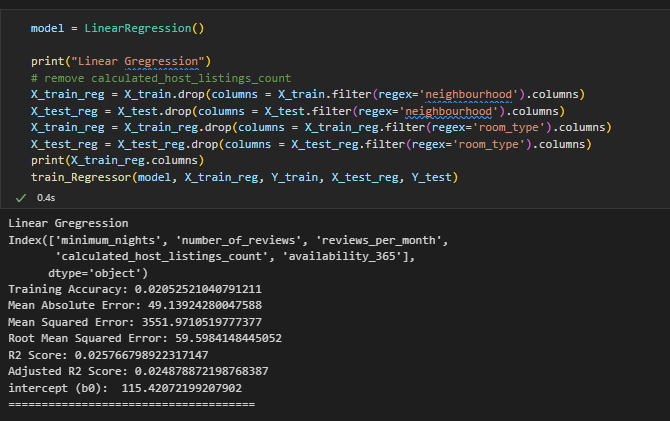 model = LinearRegression()
print("Linear Gregression")
# remove calculated_host_listings_count
X_train_reg = X_train.drop(columns = X_train.filter(regex='neighbourhood').columns)
X_test_reg = X_test.drop(columns = X_test.filter(regex='neighbourhood').columns)
X_train_reg = X_train_reg.drop(columns = X_train_reg.filter(regex='room_type').columns)
X_test_reg = X_test_reg.drop(columns = X_test_reg.filter(regex='room_type').columns)
print(X_train_reg.columns)
train_Regressor(model, X_train_reg, Y_train, X_test_reg, Y_test)
0.4s
Linear Gregression
Index(['minimum_nights', 'number_of_reviews', 'reviews_per_month',
'calculated_host_listings_count', 'availability_365'],
dtype='object')
Training Accuracy: 0.02052521040791211
Mean Absolute Error: 49.13924280047588
Mean Squared Error: 3551.9710519777377
Root Mean Squared Error: 59.5984148445052
R2 Score: 0.025766798922317147
Adjusted R2 Score: 0.024878872198768387
intercept (b0):  115.42072199207902
=====================================